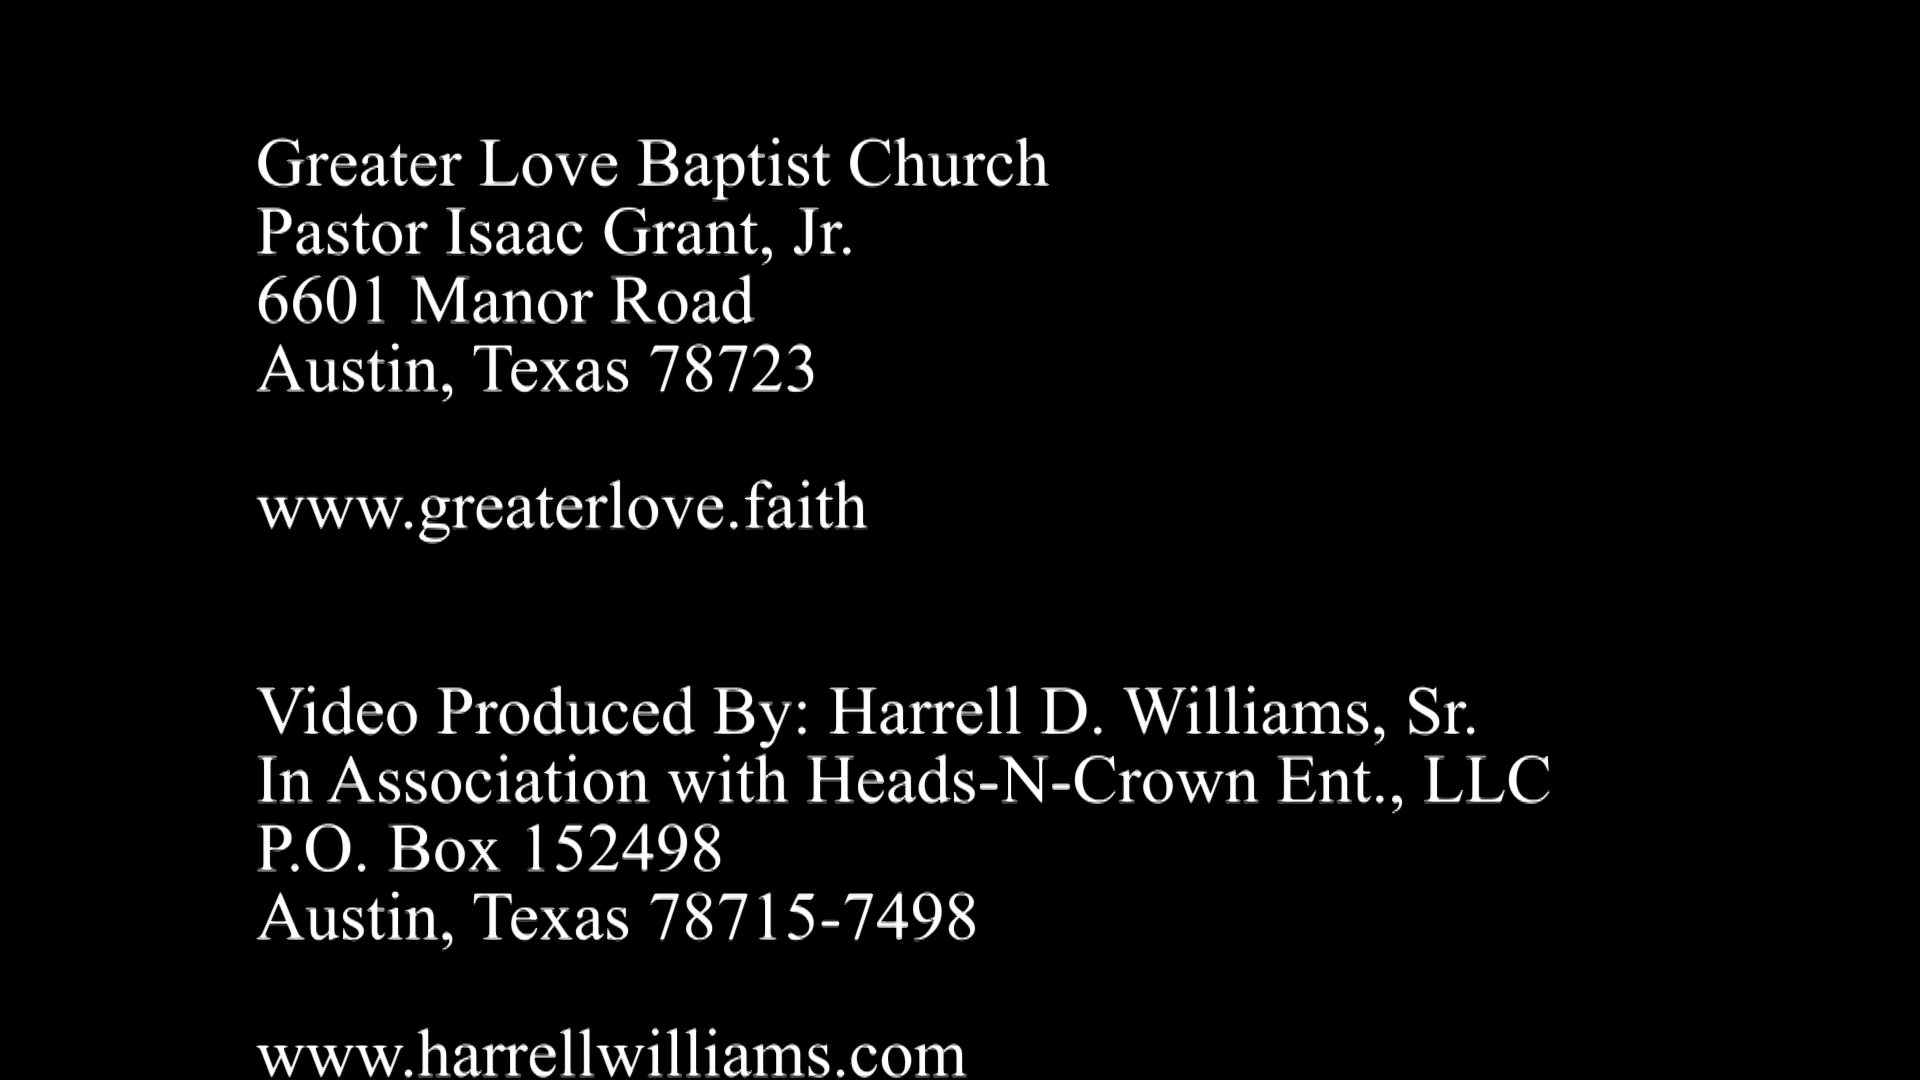 Greater Love Baptist Church
Pastor Isaac Grant, Jr.
6601 Manor Road
Austin, Texas 78723
www.greaterlove.faith
Video Produced By: Harrell D. Williams, Sr.
In Association with Heads-N-Crown Ent., LLC
P.O. Box 152498
Austin, Texas 78715-7498
www.harrellwilliams.com